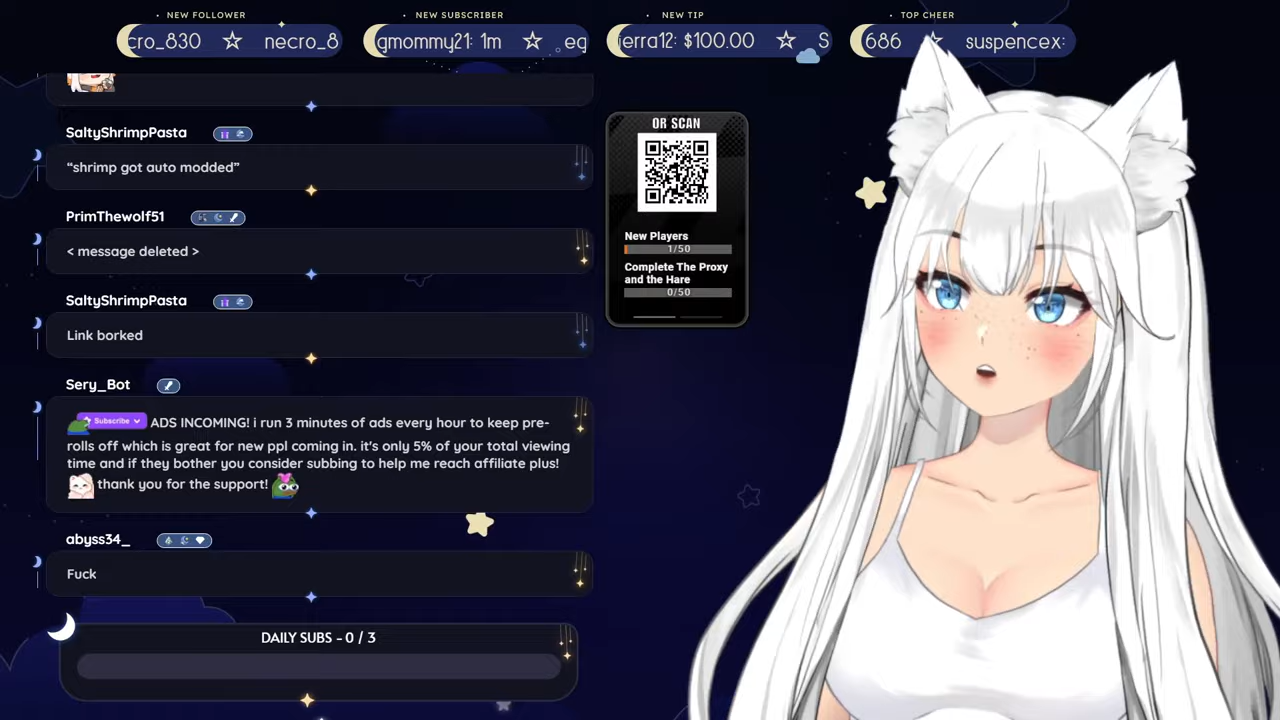 NEW FOLLOWER
cro_830 ☆ necro_8
NEW SUBSCRIBER
gmommy21: 1m ☆ eq
NEW TIP
ierra12: $100.00 ☆ S
TOP CHEER
686 ☆ suspencex:
SaltyShrimpPasta
“shrimp got auto modded”
PrimThewolf51
< message deleted >
SaltyShrimpPasta
Link borked
Sery_Bot
Subscribe ADS INCOMING! i run 3 minutes of ads every hour to keep pre-
rolls off which is great for new ppl coming in. it's only 5% of your total viewing
time and if they bother you consider subbing to help me reach affiliate plus!
thank you for the support!
abyss34_
Fuck
DAILY SUBS - 0 / 3
OR SCAN
New Players
1/50
Complete The Proxy
and the Hare
0/50